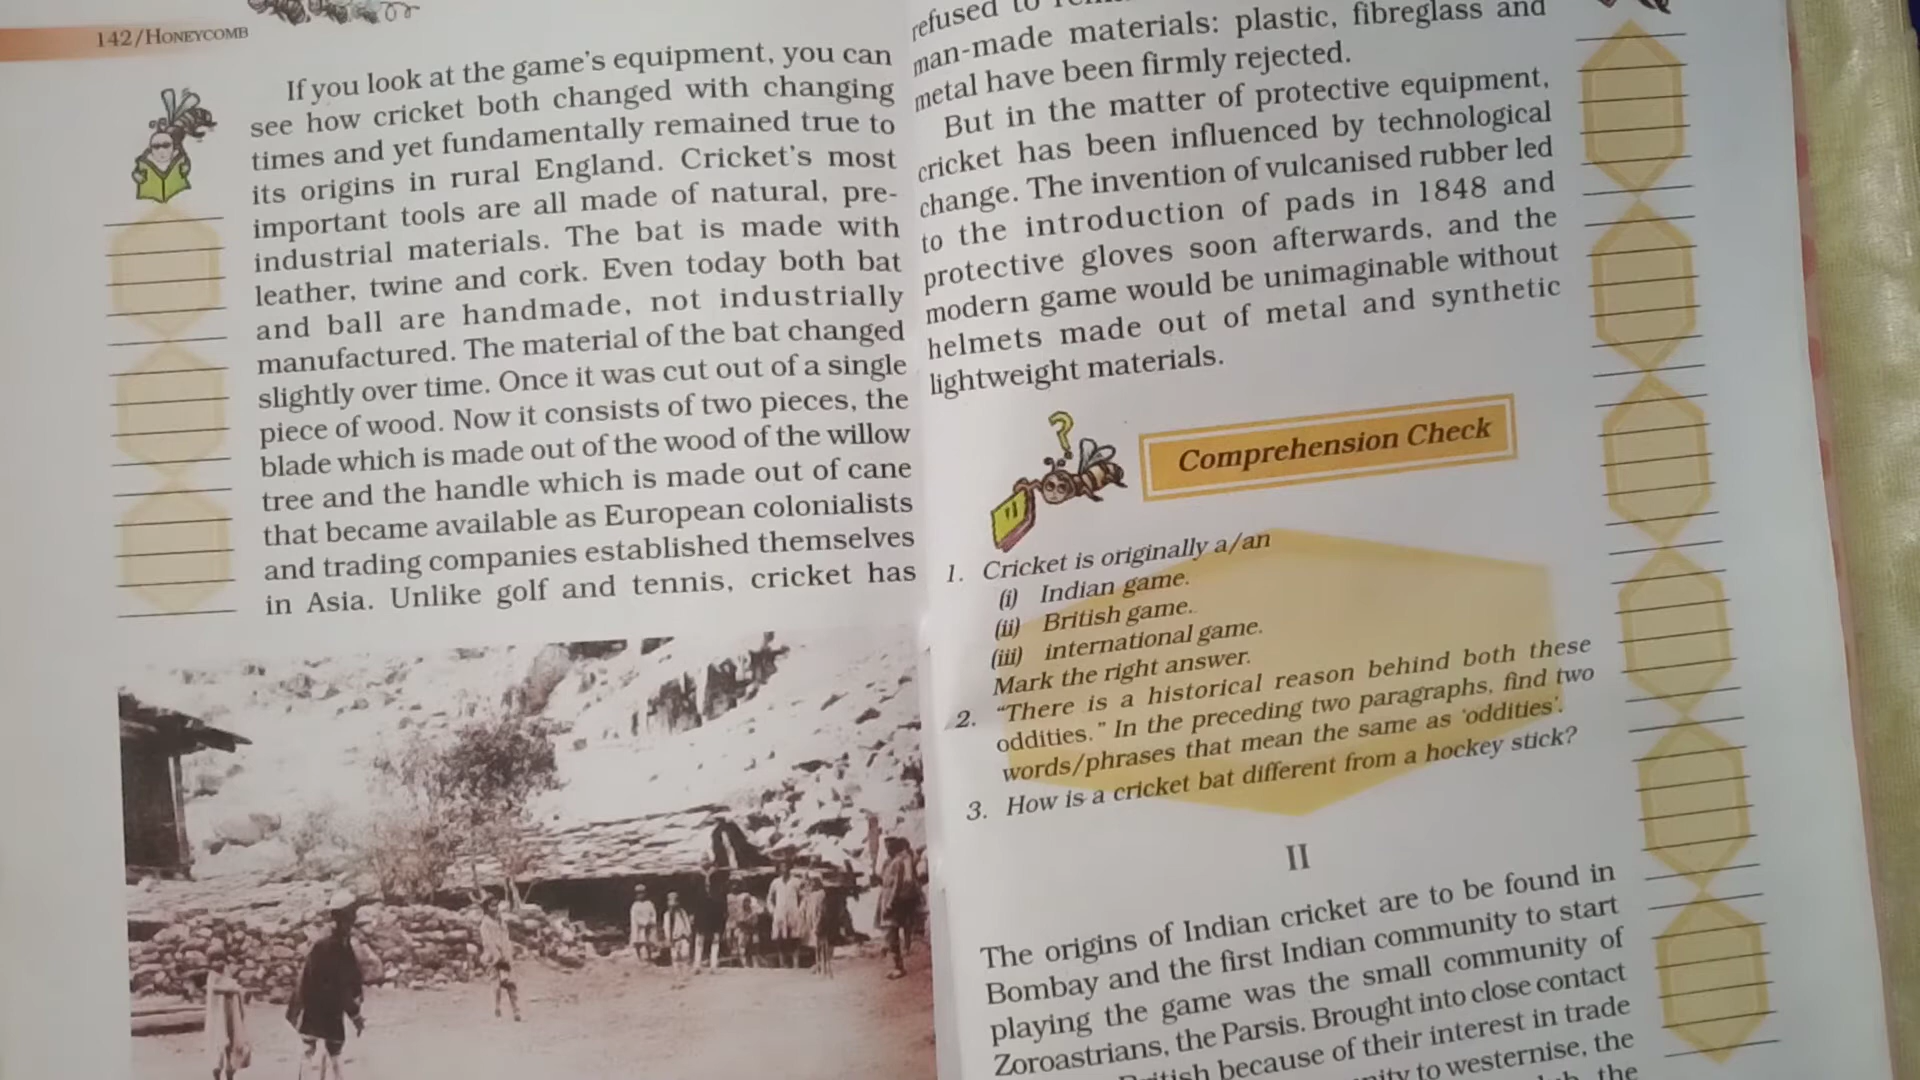 142/HONEYCOMB
If you look at the game's equipment, you can
see how cricket both changed with changing
times and yet fundamentally remained true to
its origins in rural England. Cricket's most
important tools are all made of natural, pre-
industrial materials. The bat is made with
leather, twine and cork. Even today both bat
and ball are handmade, not industrially
manufactured. The material of the bat changed
slightly over time. Once it was cut out of a single
piece of wood. Now it consists of two pieces, the
blade which is made out of the wood of the willow
tree and the handle which is made out of cane
that became available as European colonialists
and trading companies established themselves
in Asia. Unlike golf and tennis, cricket has
refused to
man-made materials: plastic, fibreglass and
metal have been firmly rejected.
But in the matter of protective equipment,
cricket has been influenced by technological
change. The invention of vulcanised rubber led
to the introduction of pads in 1848 and
protective gloves soon afterwards, and the
modern game would be unimaginable without
helmets made out of metal and synthetic
lightweight materials.
?
Comprehension Check
1. Cricket is originally a/an
(i) Indian game.
(ii) British game.
(iii) international game.
Mark the right answer.
2. “There is a historical reason behind both these
oddities.” In the preceding two paragraphs, find two
words/phrases that mean the same as ‘oddities’.
3. How is a cricket bat different from a hockey stick?
II
The origins of Indian cricket are to be found in
Bombay and the first Indian community to start
playing the game was the small community of
Zoroastrians, the Parsis. Brought into close contact
because of their interest in trade
to westernise, the
the